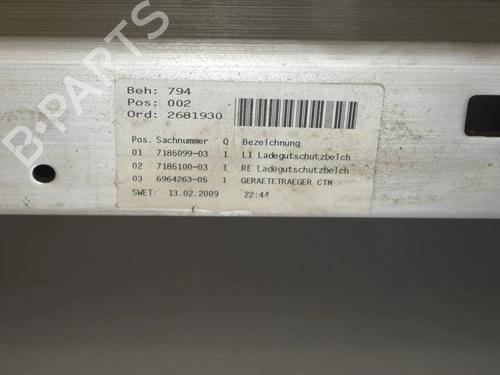 B-PARTS
Beh: 794
Pos: 002
Ord: 2681930
Pos. Sachnummer Q Bezeichnung
01 7185099-03 1 LI Ladegutschutzbelch
02 7185100-03 1 RE Ladegutschutzbelch
03 6964263-06 1 GERAETETRAEGER CTM
SWET: 13.02.2009 22:44